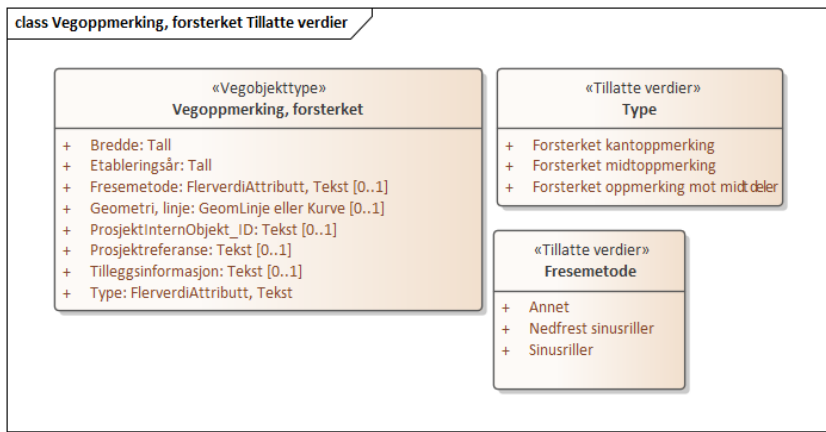 class Vegoppmerking, forsterket Tillatte verdier
«Vegobjekttype»
Vegoppmerking, forsterket
+ Bredde: Tall
+ Etableringsår: Tall
+ Fresemetode: FlerverdiAttributt, Tekst [0..1]
+ Geometri, linje: GeomLinje eller Kurve [0..1]
+ ProsjektInternObjekt_ID: Tekst [0..1]
+ Prosjektreferanse: Tekst [0..1]
+ Tilleggsinformasjon: Tekst [0..1]
+ Type: FlerverdiAttributt, Tekst
«Tillatte verdier»
Type
+ Forsterket kantoppmerking
+ Forsterket midtoppmerking
+ Forsterket oppmerking mot midtdeler
«Tillatte verdier»
Fresemetode
+ Annet
+ Nedfrest sinusriller
+ Sinusriller